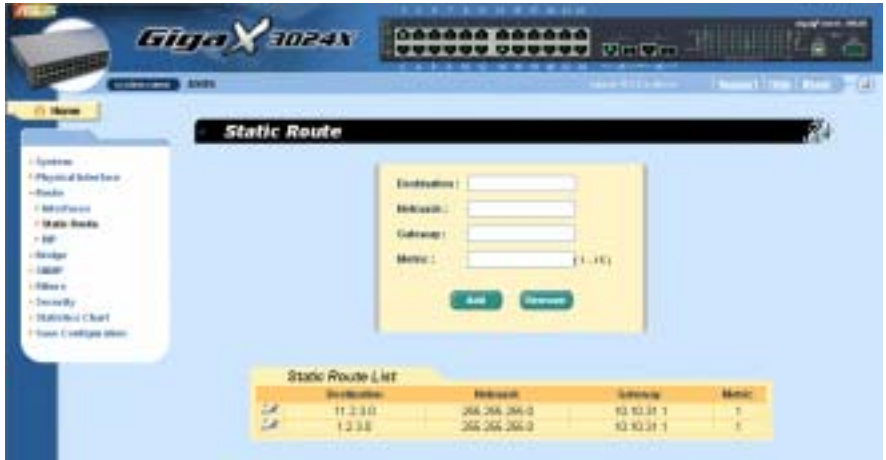 ASUS
GigaX 3024X
Home
Static Route
System
Physical Interface
Route
Interfaces
Static Route
RIP
Bridge
SNMP
Filters
Security
Statistics Chart
Save Configuration
Destination :
Netmask :
Gateway :
Metric :
Add
Remove
Static Route List
Destination Netmask Gateway Metric
11.2.3.0 255.255.255.0 10.10.31.1 1
1.2.3.0 255.255.255.0 10.10.31.1 1